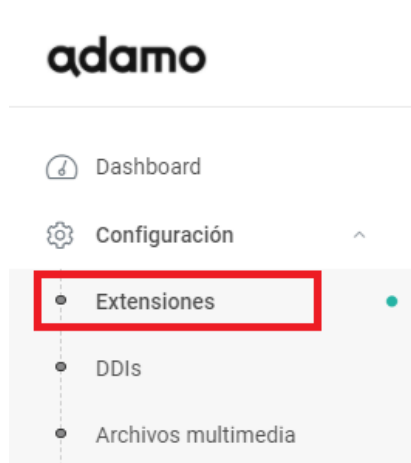 adamo
Dashboard
Configuración
Extensiones
DDIs
Archivos multimedia